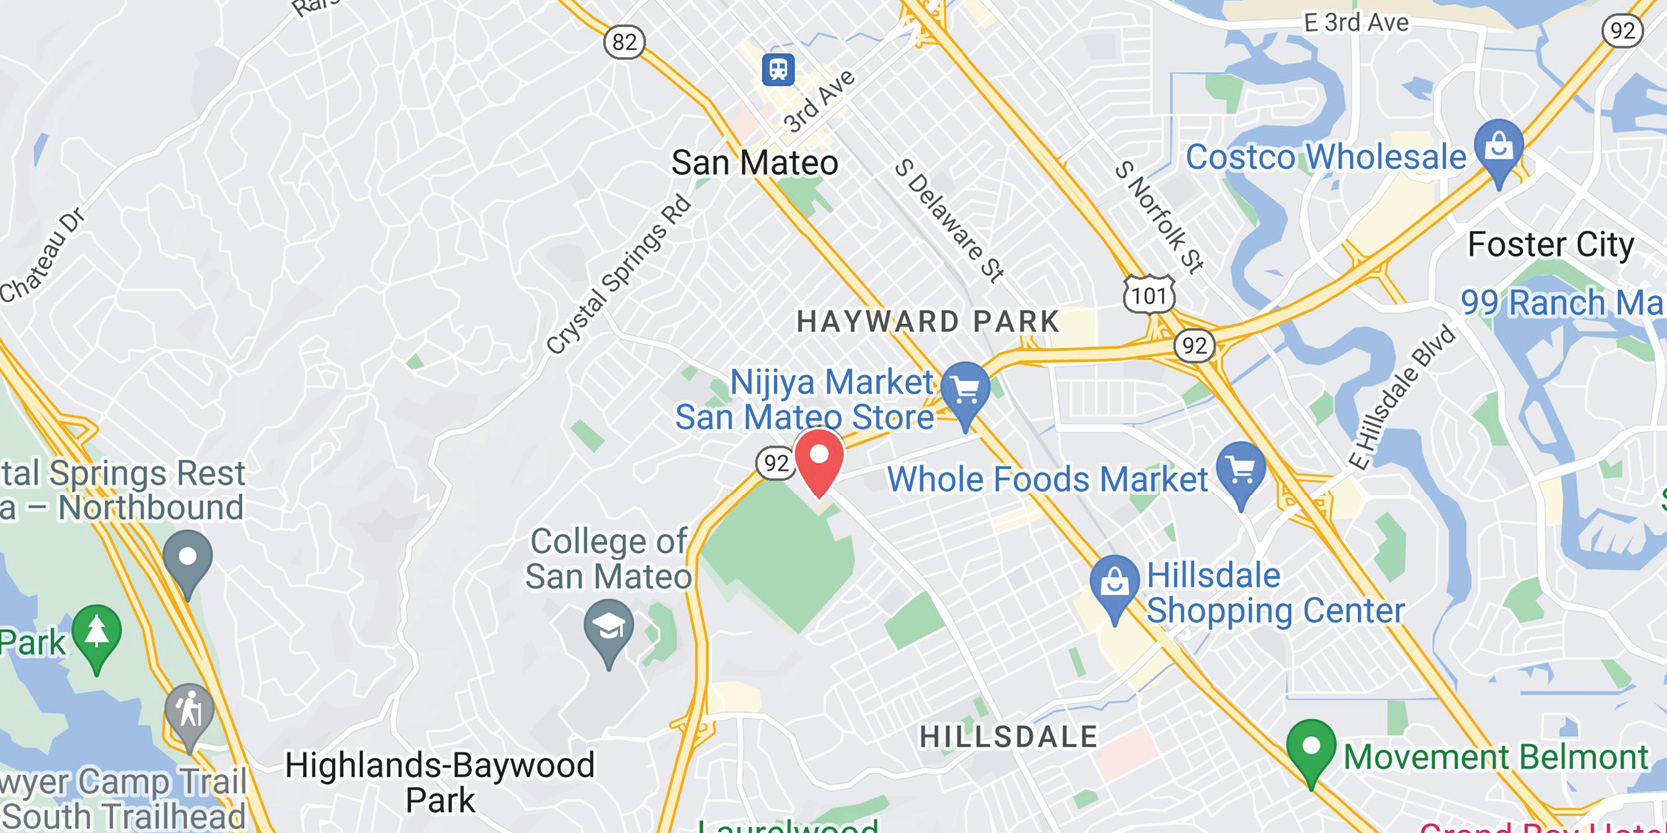 E 3rd Ave
92
82
3rd Ave
San Mateo
Costco Wholesale
S Delaware St
S Norfolk St
Chateau Dr
Crystal Springs Rd
Foster City
101
99 Ranch Ma
HAYWARD PARK
92
E Hillsdale Blvd
Nijiya Market
San Mateo Store
92
tal Springs Rest
a – Northbound
Whole Foods Market
College of
San Mateo
Hillsdale
Shopping Center
Park
HILLSDALE
Highlands-Baywood
Park
Movement Belmont
wyer Camp Trail
South Trailhead
Laurelwood